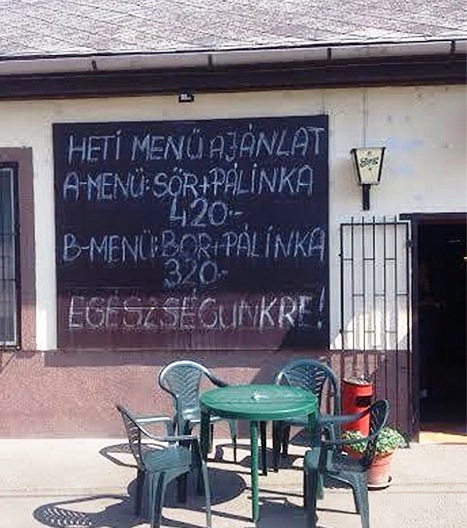 HETI MENÜ AJÁNLAT
A-MENÜ: SÖR+PÁLINKA
420.-
B-MENÜ: BOR+PÁLINKA
320.-
EGÉSZSÉGÜNKRE!